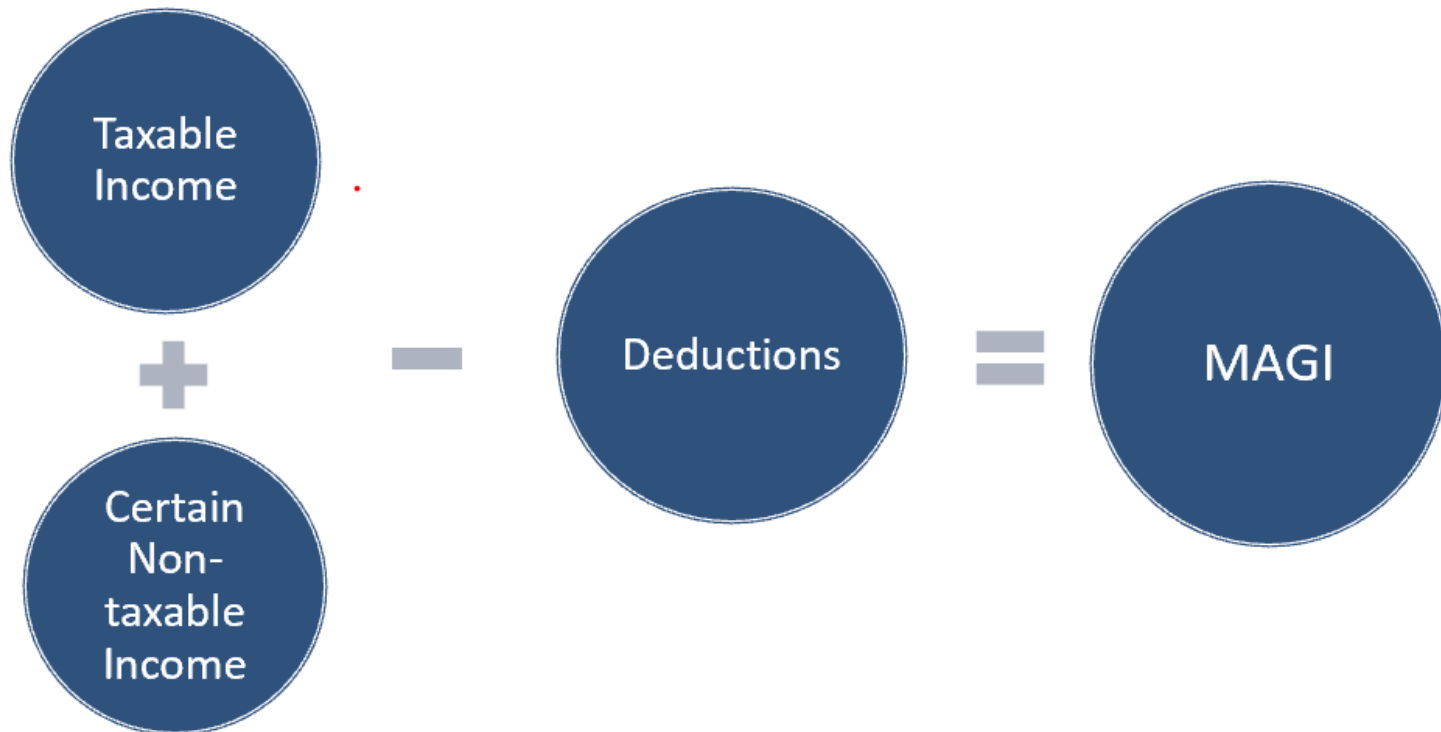 Taxable
Income
+
Certain
Non-
taxable
Income
−
Deductions
=
MAGI